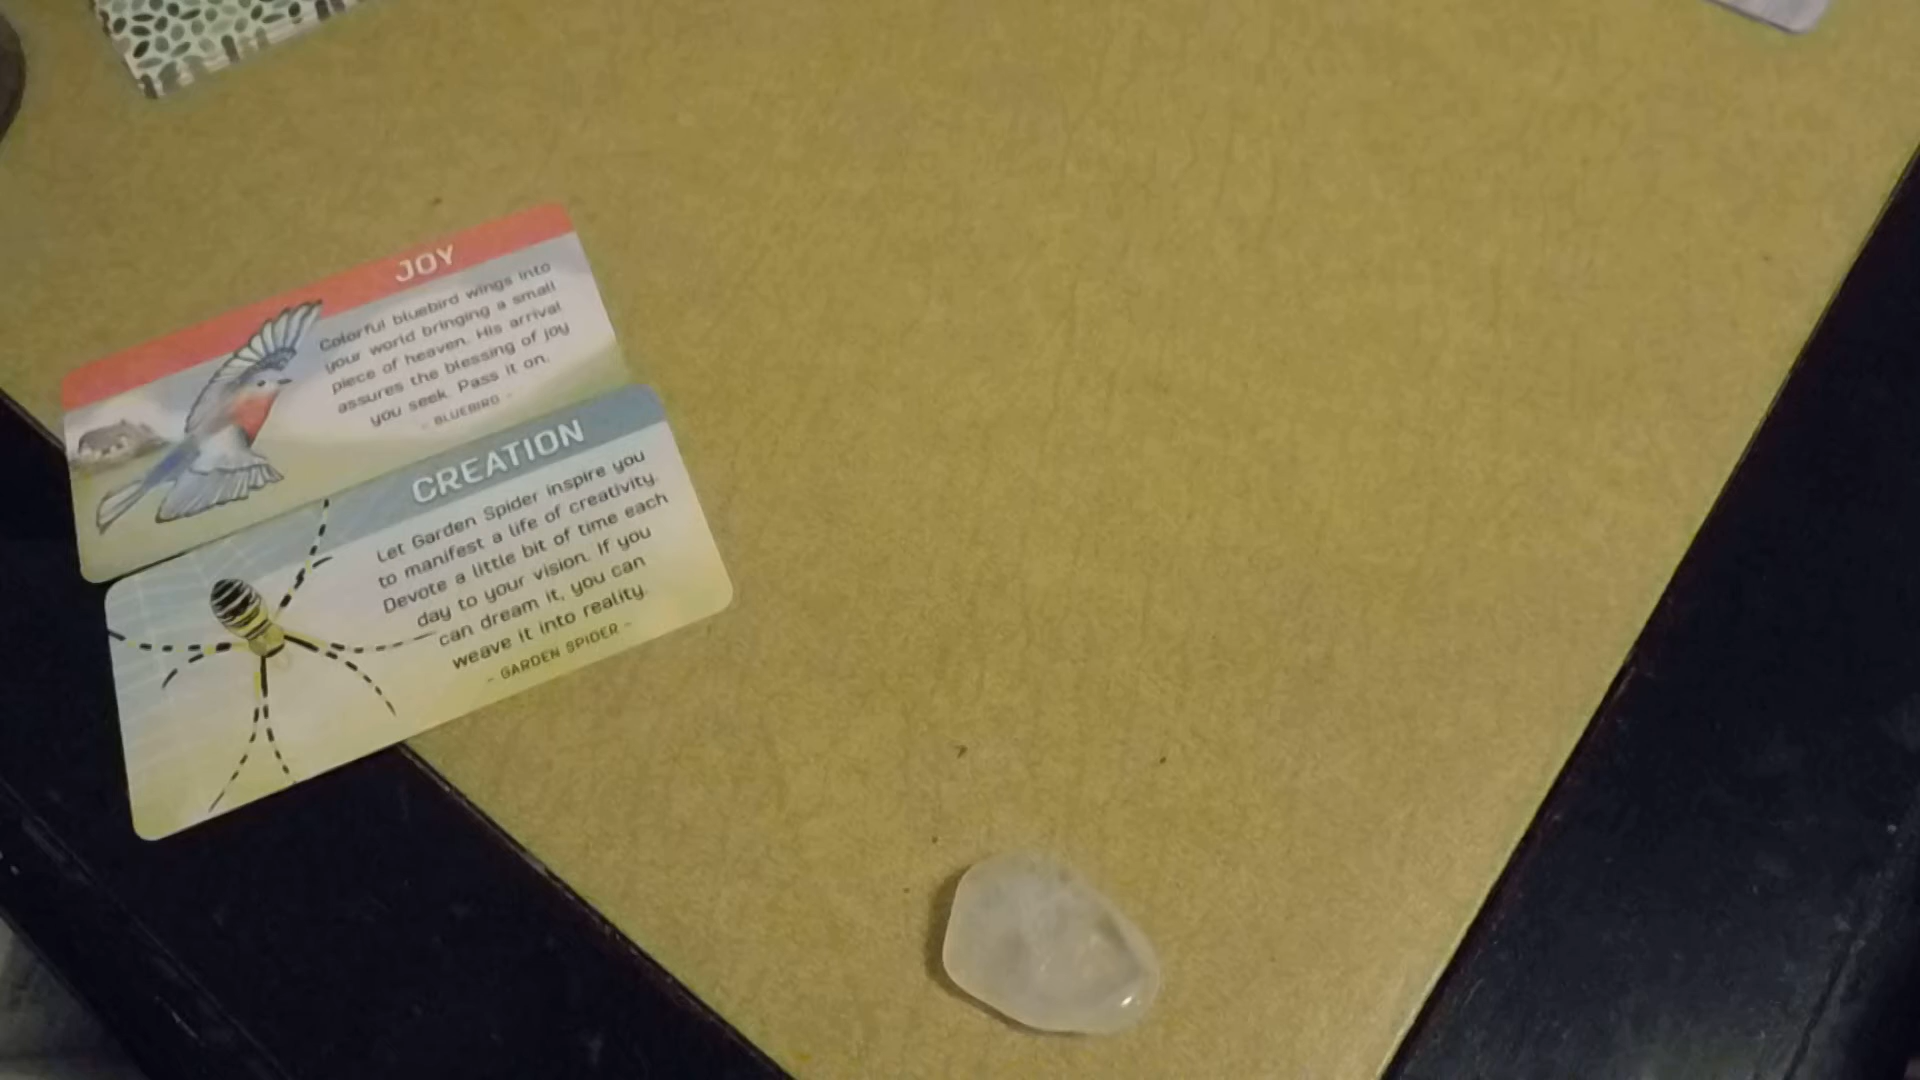 JOY
Colorful bluebird wings into
your world bringing a small
piece of heaven. His arrival
assures the blessing of joy
you seek. Pass it on.
- BLUEBIRD -
CREATION
Let Garden Spider inspire you
to manifest a life of creativity.
Devote a little bit of time each
day to your vision. If you
can dream it, you can
weave it into reality.
- GARDEN SPIDER -